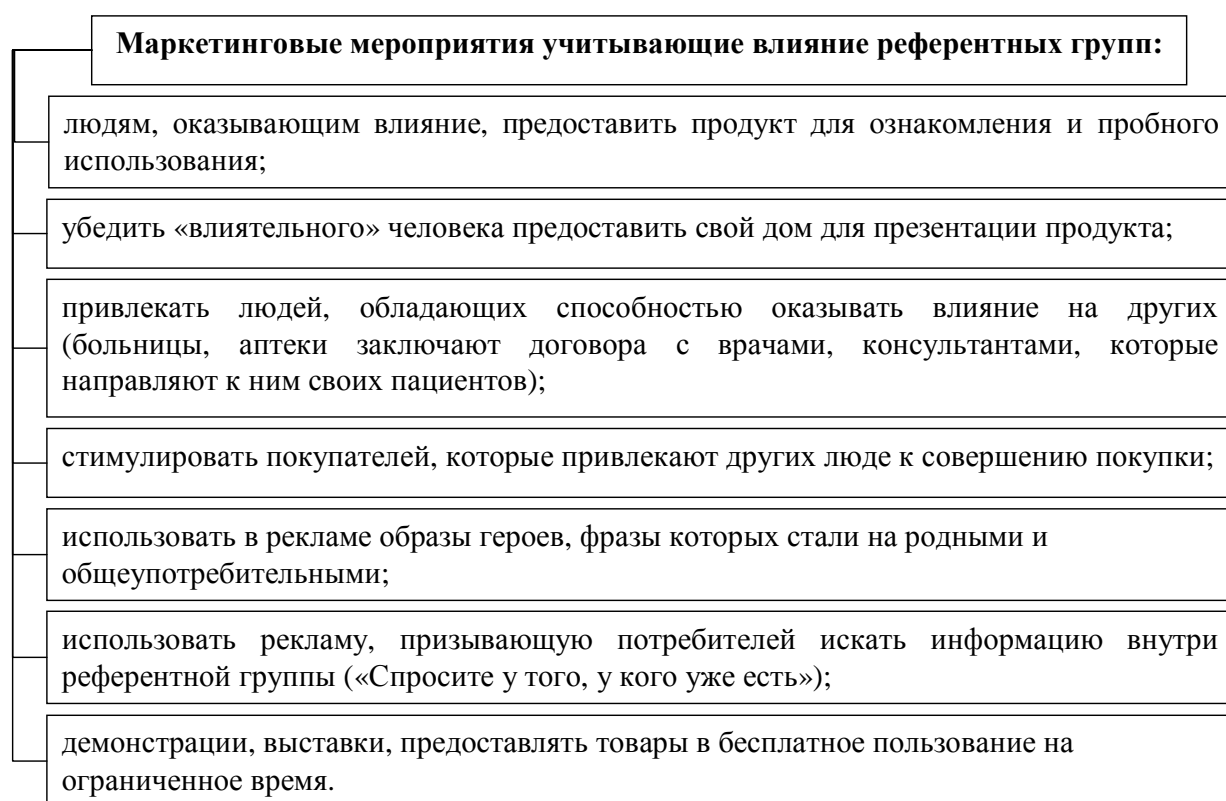 Маркетинговые мероприятия учитывающие влияние референтных групп:
людям, оказывающим влияние, предоставить продукт для ознакомления и пробного
использования;
убедить «влиятельного» человека предоставить свой дом для презентации продукта;
привлекать людей, обладающих способностью оказывать влияние на других
(больницы, аптеки заключают договора с врачами, консультантами, которые
направляют к ним своих пациентов);
стимулировать покупателей, которые привлекают других люде к совершению покупки;
использовать в рекламе образы героев, фразы которых стали на родными и
общеупотребительными;
использовать рекламу, призывающую потребителей искать информацию внутри
референтной группы («Спросите у того, у кого уже есть»);
демонстрации, выставки, предоставлять товары в бесплатное пользование на
ограниченное время.